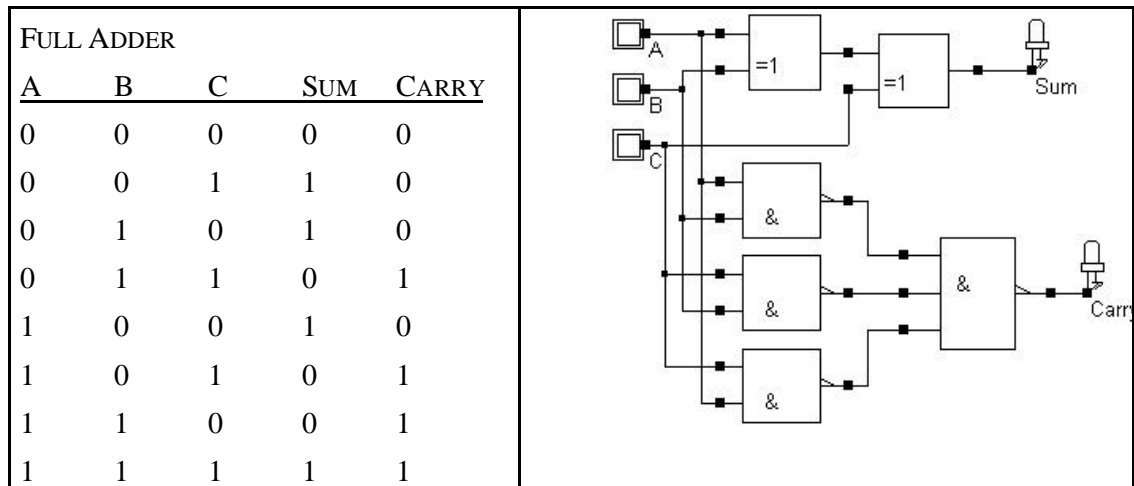 FULL ADDER
A B C SUM CARRY
0 0 0 0 0
0 0 1 1 0
0 1 0 1 0
0 1 1 0 1
1 0 0 1 0
1 0 1 0 1
1 1 0 0 1
1 1 1 1 1
A
=1
=1
Sum
B
C
&
&
&
Carry
&